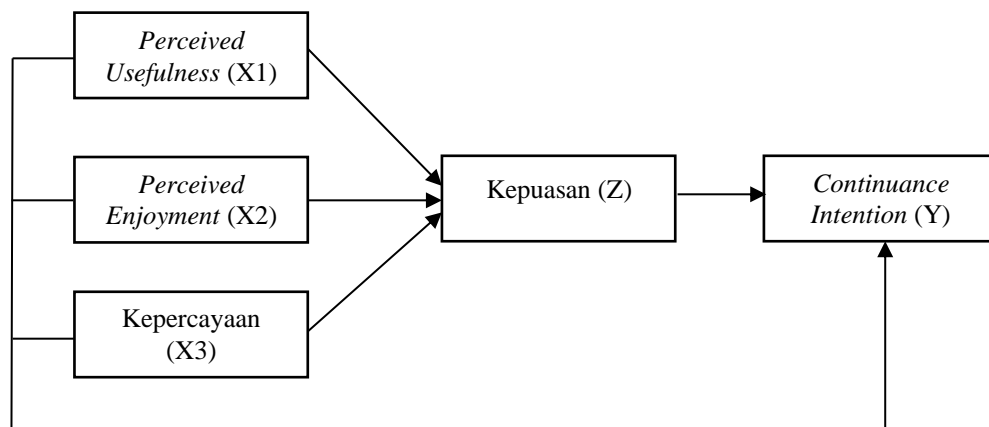 Perceived
Usefulness (X1)
Perceived
Enjoyment (X2)
Kepercayaan
(X3)
Kepuasan (Z)
Continuance
Intention (Y)